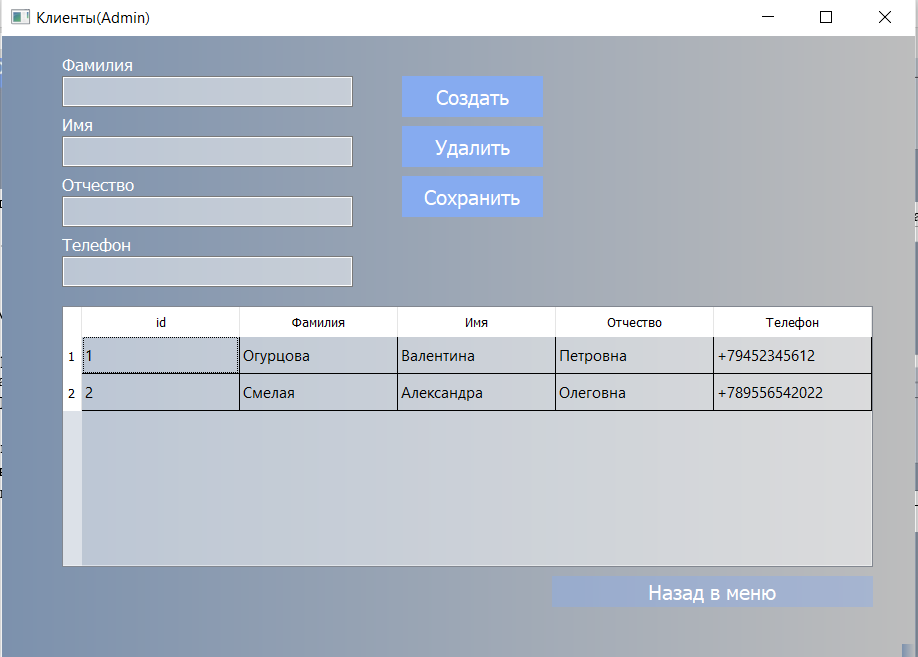 Клиенты(Admin)
Фамилия
Создать
Имя
Удалить
Отчество
Сохранить
Телефон
id Фамилия Имя Отчество Телефон
1 1 Огурцова Валентина Петровна +79452345612
2 2 Смелая Александра Олеговна +789556542022
Назад в меню